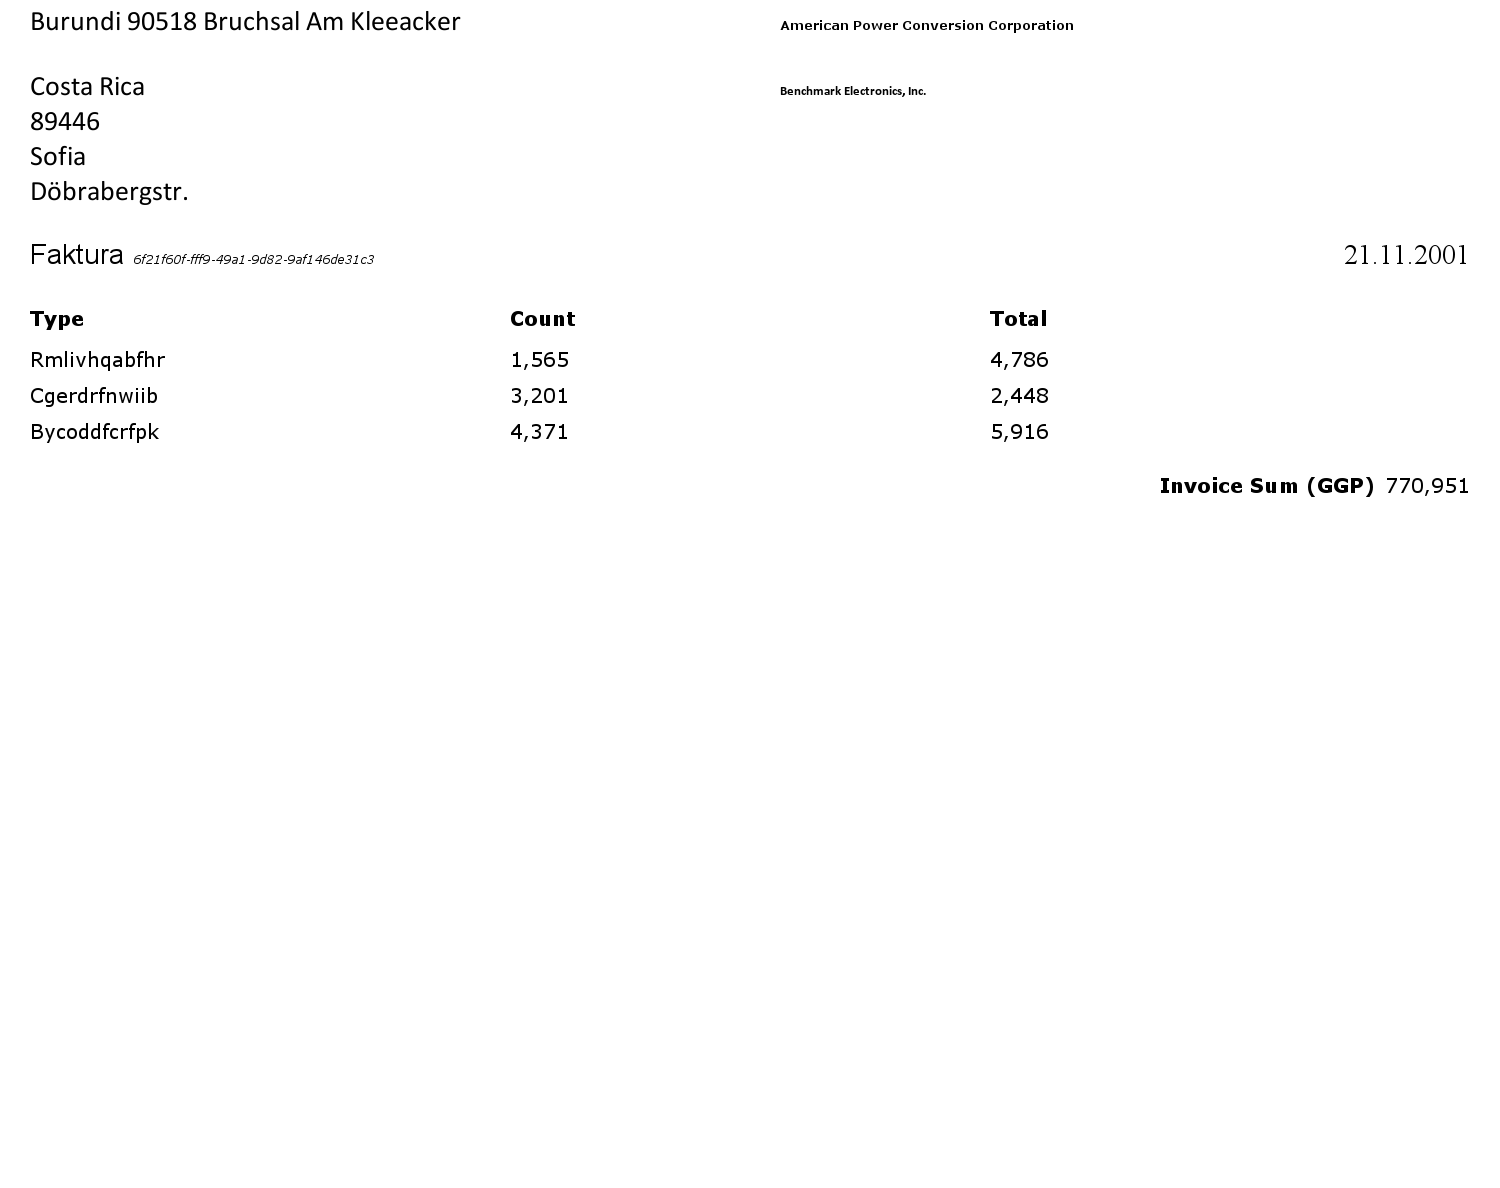 Burundi 90518 Bruchsal Am Kleeacker
American Power Conversion Corporation
Costa Rica
89446
Sofia
Döbrabergstr.
Benchmark Electronics, Inc.
Faktura 6f21f60f-fff9-49a1-9d82-9af146de31c3
21.11.2001
Type Count Total
Rmlivhqabfhr 1,565 4,786
Cgerdrfnwiib 3,201 2,448
Bycoddfcrfpk 4,371 5,916
Invoice Sum (GGP) 770,951